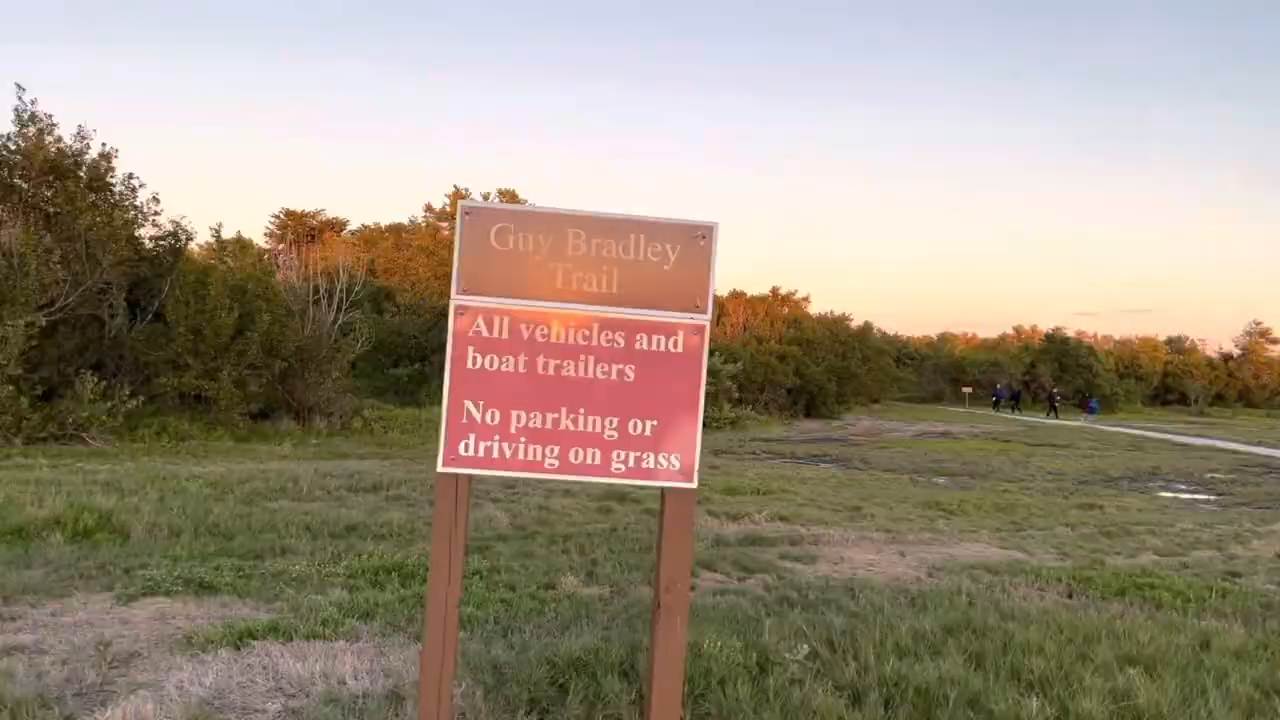 Guy Bradley
Trail
All vehicles and
boat trailers
No parking or
driving on grass